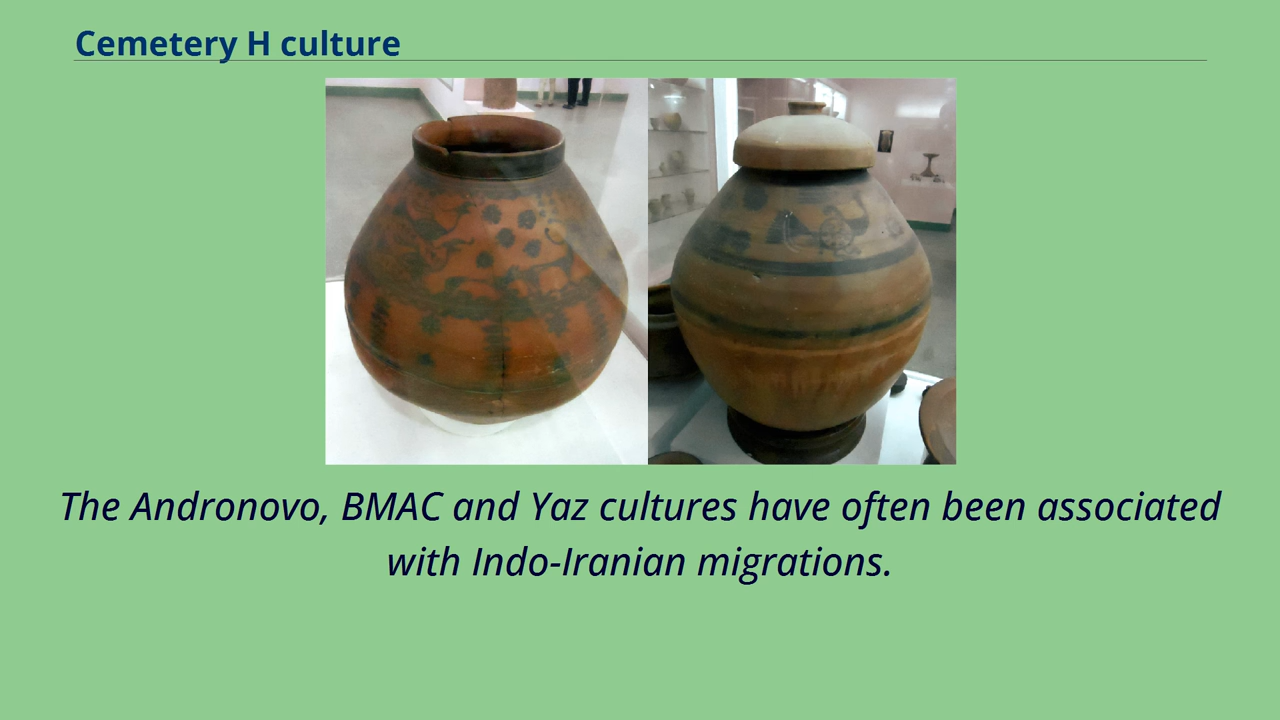 Cemetery H culture
The Andronovo, BMAC and Yaz cultures have often been associated
with Indo-Iranian migrations.